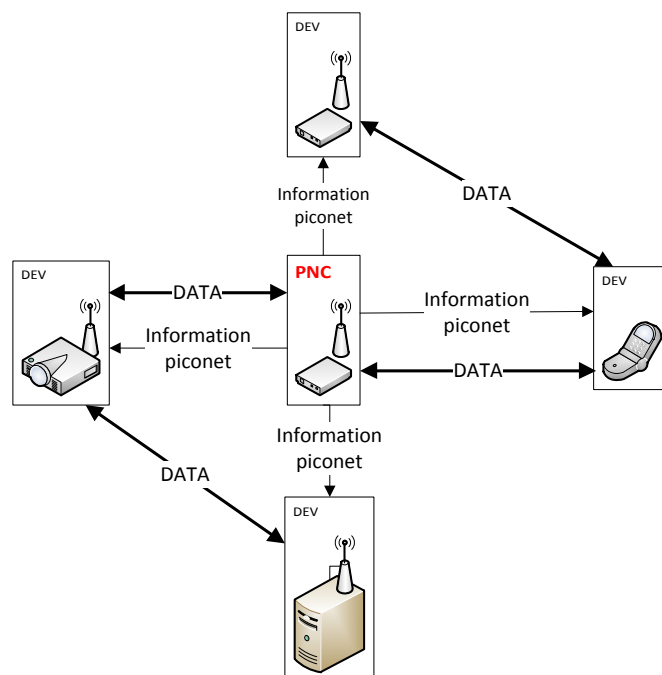 DEV
DATA
Information
piconet
PNC
DEV
DATA
Information
piconet
DEV
Information
piconet
DATA
Information
piconet
DATA
DEV